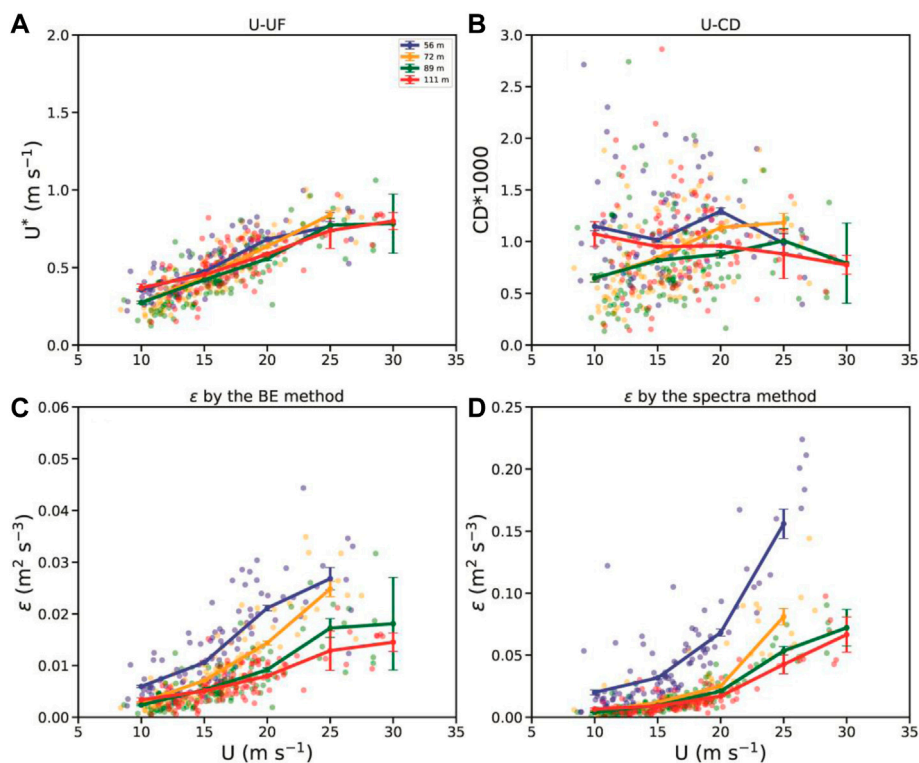 A
U-UF
2.0
1.5
1.0
0.5
0.0
U* (m s⁻¹)
5 10 15 20 25 30 35
56 m
72 m
89 m
111 m
B
U-CD
3.0
2.5
2.0
1.5
1.0
0.5
0.0
CD*1000
5 10 15 20 25 30 35
C
ε by the BE method
0.06
0.05
0.04
0.03
0.02
0.01
0.00
ε (m² s⁻³)
5 10 15 20 25 30 35
U (m s⁻¹)
D
ε by the spectra method
0.25
0.20
0.15
0.10
0.05
0.00
ε (m² s⁻³)
5 10 15 20 25 30 35
U (m s⁻¹)